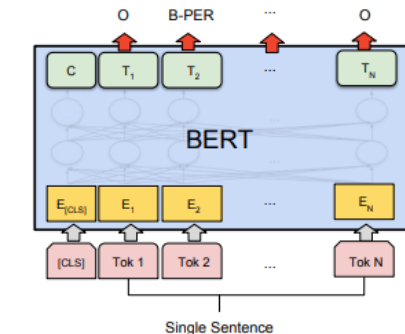 O B-PER ... O
C T1 T2 ... TN
...
BERT
...
E[CLS] E1 E2 ... EN
[CLS] Tok 1 Tok 2 ... Tok N
Single Sentence